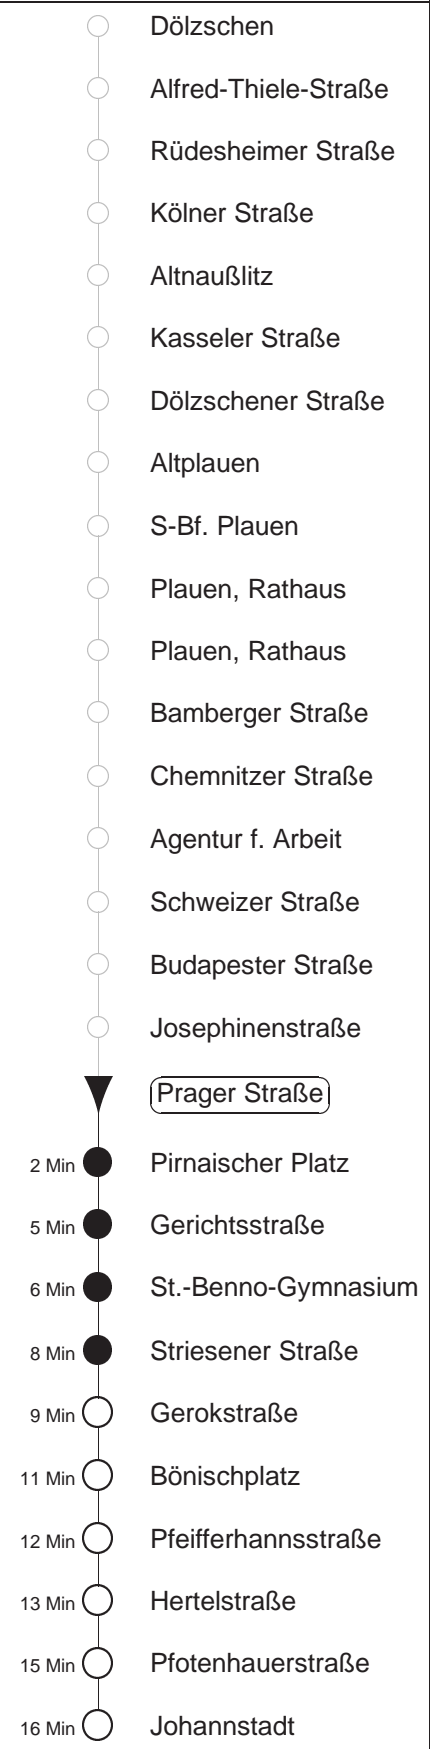 Dölzschen
Alfred-Thiele-Straße
Rüdesheimer Straße
Kölner Straße
Altnaußlitz
Kasseler Straße
Dölzschener Straße
Altplauen
S-Bf. Plauen
Plauen, Rathaus
Plauen, Rathaus
Bamberger Straße
Chemnitzer Straße
Agentur f. Arbeit
Schweizer Straße
Budapester Straße
Josephinenstraße
Prager Straße
2 Min Pirnaischer Platz
5 Min Gerichtsstraße
6 Min St.-Benno-Gymnasium
8 Min Striesener Straße
9 Min Gerokstraße
11 Min Bönischplatz
12 Min Pfeifferhannsstraße
13 Min Hertelstraße
15 Min Pfotenhauerstraße
16 Min Johannstadt